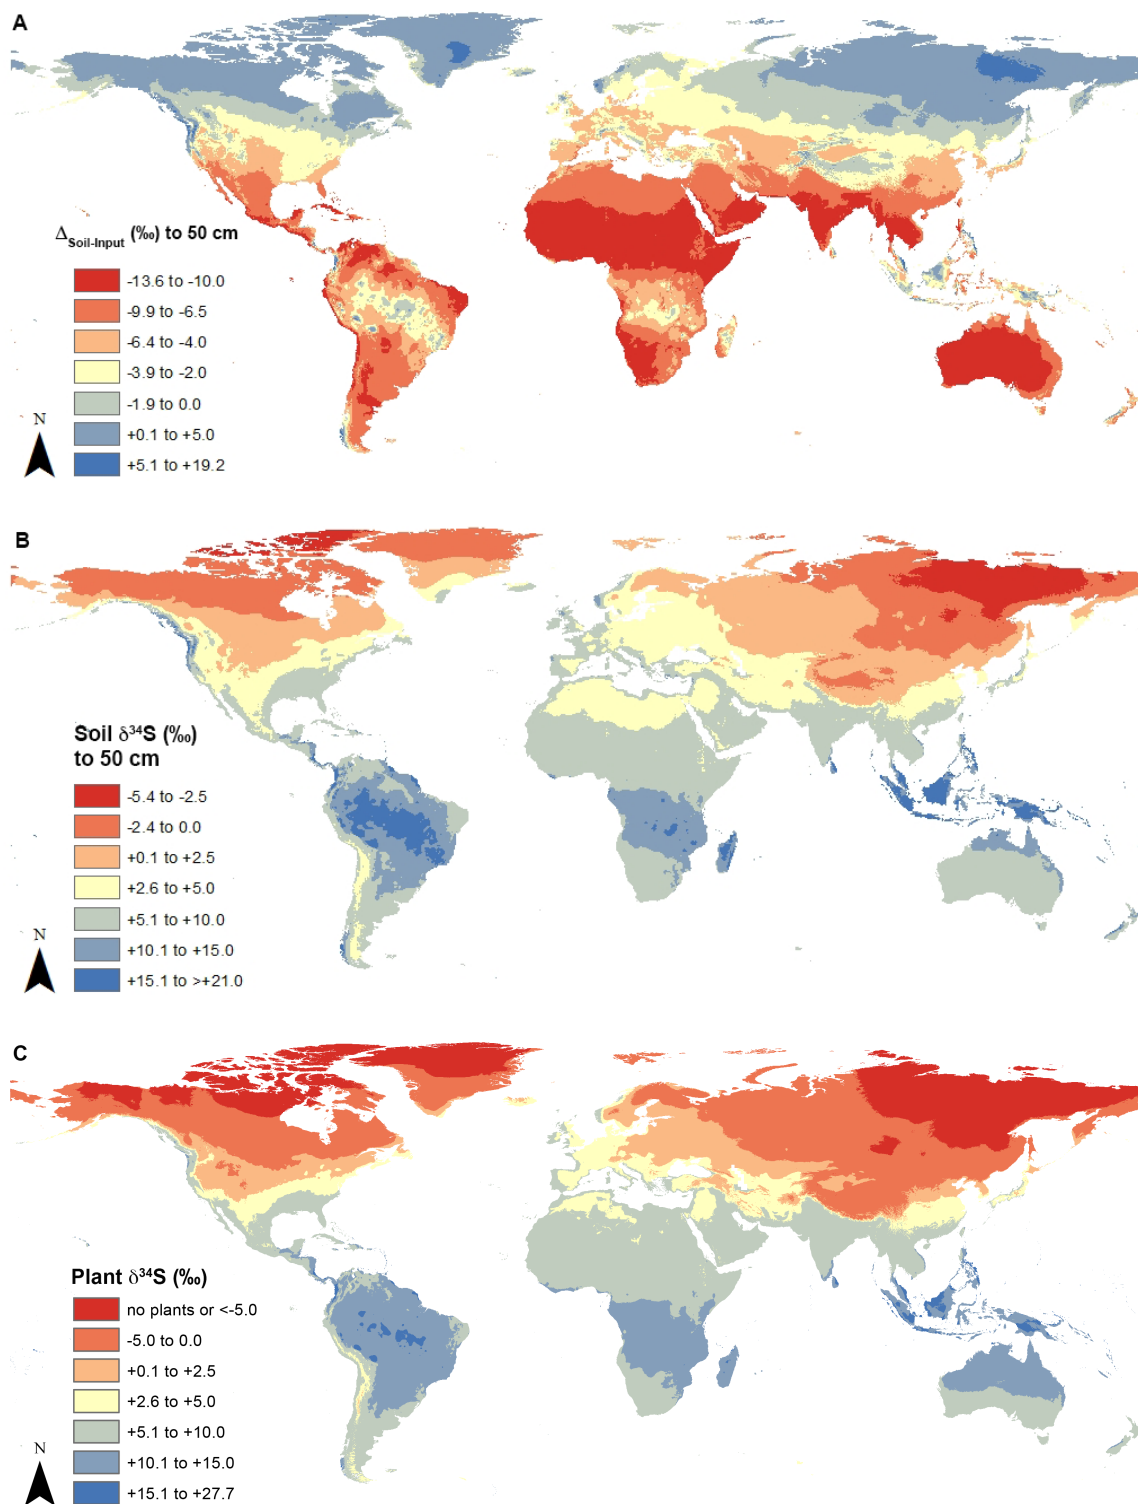 A
ΔSoil-Input (‰) to 50 cm
-13.6 to -10.0
-9.9 to -6.5
-6.4 to -4.0
-3.9 to -2.0
-1.9 to 0.0
+0.1 to +5.0
+5.1 to +19.2
N
B
Soil δ34S (‰)
to 50 cm
-5.4 to -2.5
-2.4 to 0.0
+0.1 to +2.5
+2.6 to +5.0
+5.1 to +10.0
+10.1 to +15.0
+15.1 to >+21.0
N
C
Plant δ34S (‰)
no plants or <-5.0
-5.0 to 0.0
+0.1 to +2.5
+2.6 to +5.0
+5.1 to +10.0
+10.1 to +15.0
+15.1 to +27.7
N